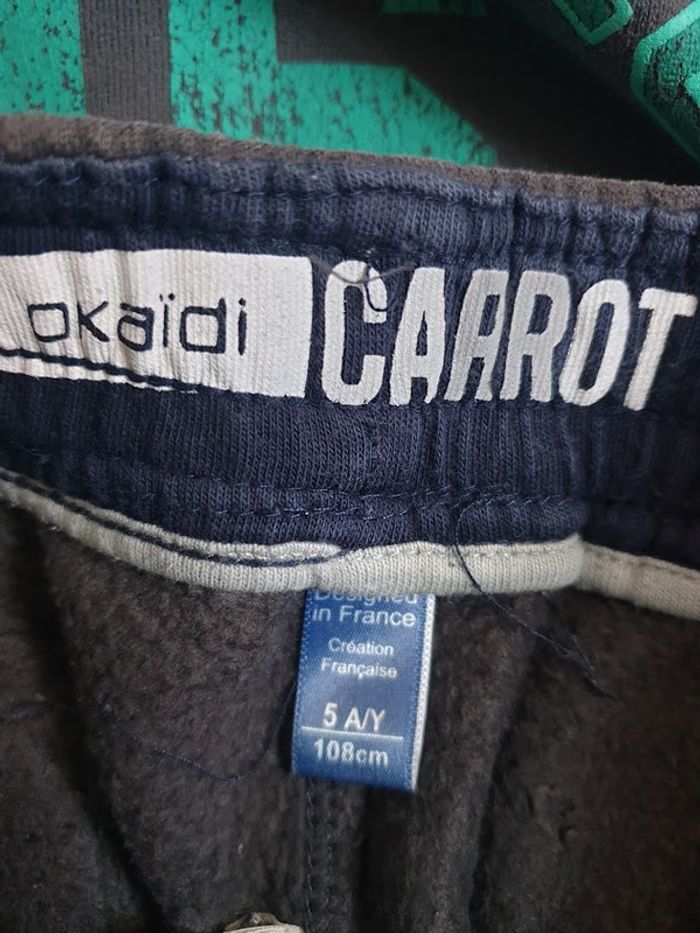 okaïdi CARROT
Designed
in France
Création
Française
5 A/Y
108cm